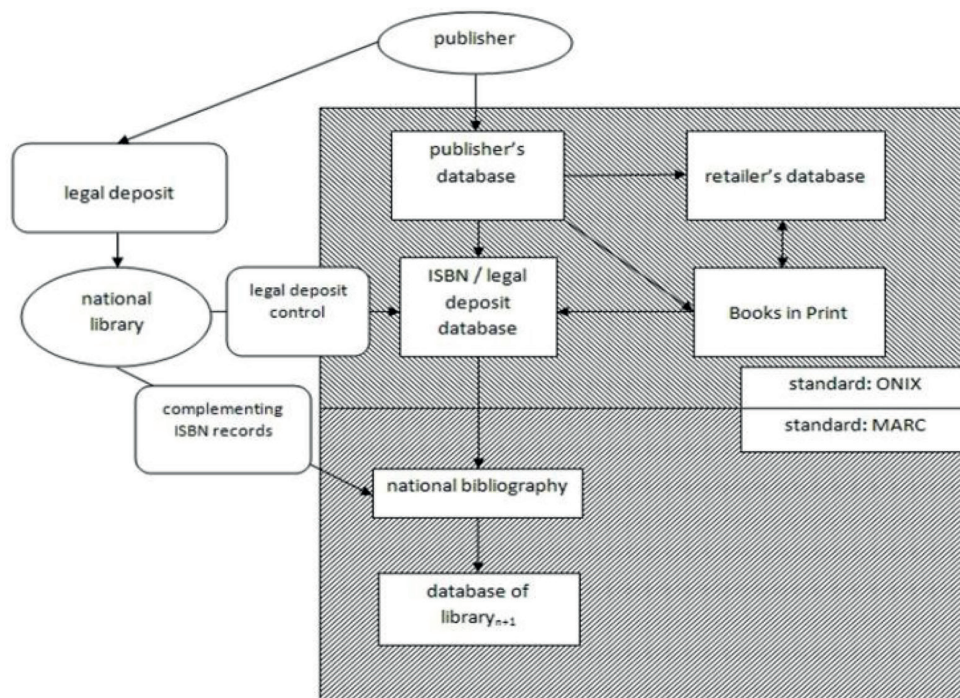 publisher
publisher's
database
retailer's database
legal deposit
national
library
legal deposit
control
ISBN / legal
deposit
database
Books in Print
standard: ONIX
standard: MARC
complementing
ISBN records
national bibliography
database of
libraryₙ₊₁